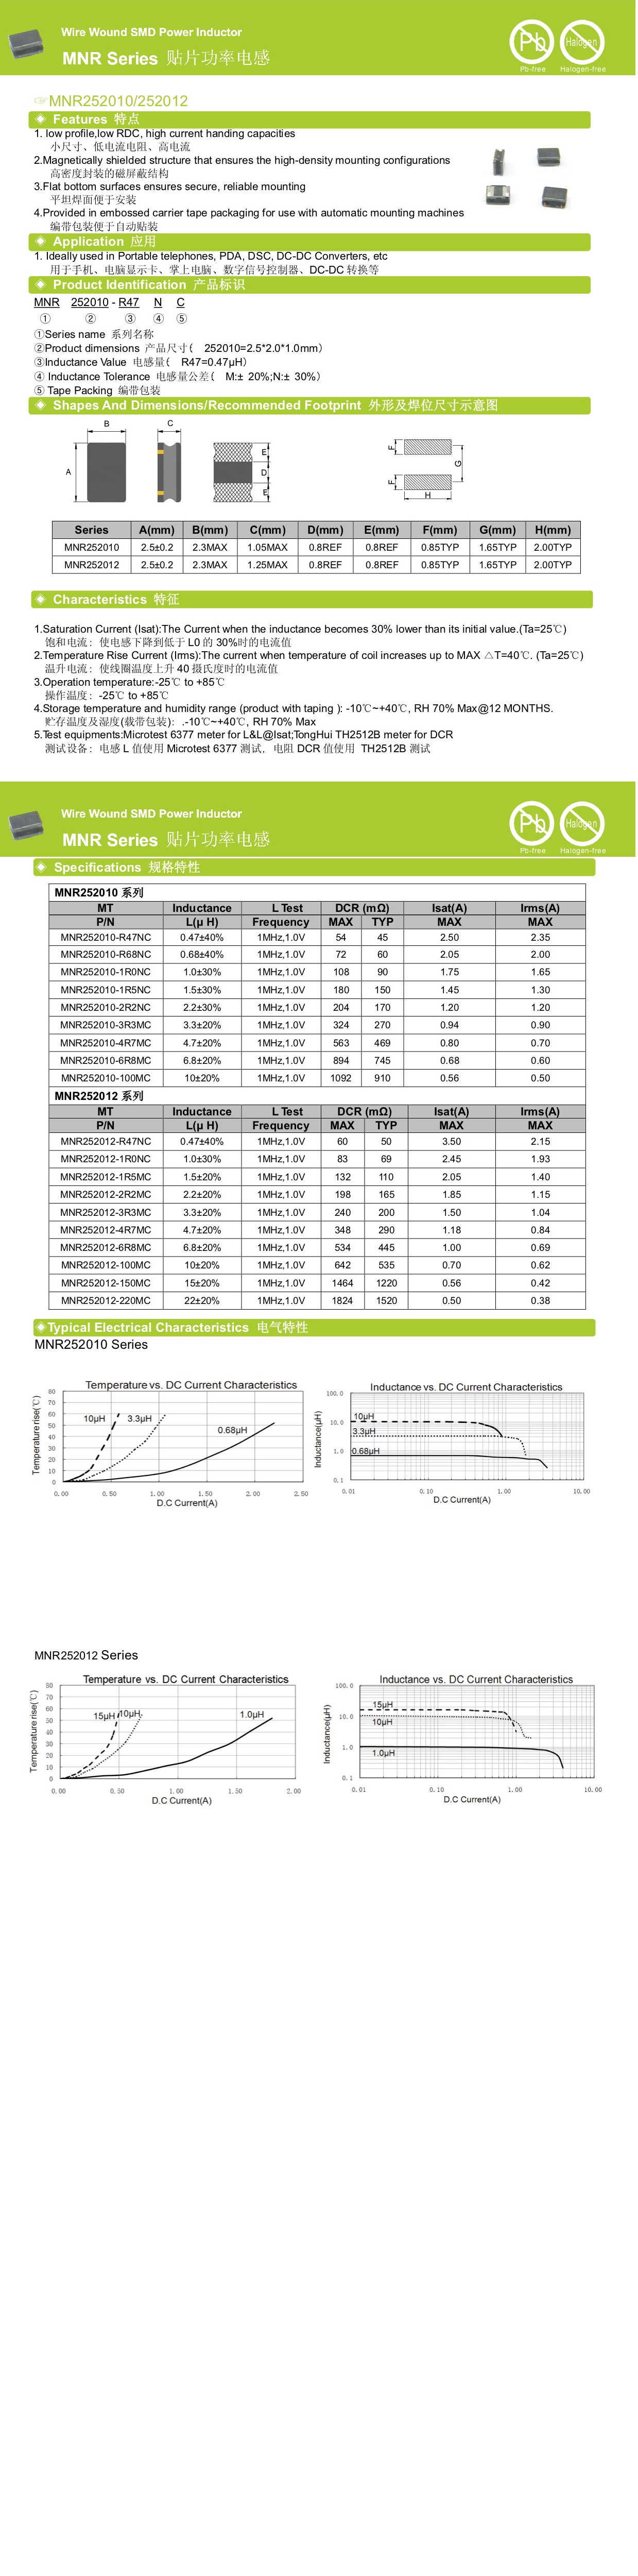 Wire Wound SMD Power Inductor
MNR Series 贴片功率电感
Pb
Halogen
Pb-free Halogen-free
☞MNR252010/252012
Features 特点
1. low profile,low RDC, high current handing capacities
小尺寸、低电流电阻、高电流
2.Magnetically shielded structure that ensures the high-density mounting configurations
高密度封装的磁屏蔽结构
3.Flat bottom surfaces ensures secure, reliable mounting
平坦焊面便于安装
4.Provided in embossed carrier tape packaging for use with automatic mounting machines
编带包装便于自动贴装
Application 应用
1. Ideally used in Portable telephones, PDA, DSC, DC-DC Converters, etc
用于手机、电脑显示卡、掌上电脑、数字信号控制器、DC-DC 转换等
Product Identification 产品标识
MNR 252010 - R47 N C
① ② ③ ④ ⑤
①Series name 系列名称
②Product dimensions 产品尺寸( 252010=2.5*2.0*1.0mm)
③Inductance Value 电感量( R47=0.47μH)
④ Inductance Tolerance 电感量公差( M:± 20%;N:± 30%)
⑤ Tape Packing 编带包装
Shapes And Dimensions/Recommended Footprint 外形及焊位尺寸示意图
B C
A E D E
F F G H
Series A(mm) B(mm) C(mm) D(mm) E(mm) F(mm) G(mm) H(mm)
MNR252010 2.5±0.2 2.3MAX 1.05MAX 0.8REF 0.8REF 0.85TYP 1.65TYP 2.00TYP
MNR252012 2.5±0.2 2.3MAX 1.25MAX 0.8REF 0.8REF 0.85TYP 1.65TYP 2.00TYP
Characteristics 特征
1.Saturation Current (Isat):The Current when the inductance becomes 30% lower than its initial value.(Ta=25℃)
饱和电流：使电感下降到低于 L0 的 30%时的电流值
2.Temperature Rise Current (Irms):The current when temperature of coil increases up to MAX △T=40℃. (Ta=25℃)
温升电流：使线圈温度上升 40 摄氏度时的电流值
3.Operation temperature:-25℃ to +85℃
操作温度：-25℃ to +85℃
4.Storage temperature and humidity range (product with taping ): -10℃~+40℃, RH 70% Max@12 MONTHS.
贮存温度及湿度(载带包装)：.-10℃~+40℃, RH 70% Max
5.Test equipments:Microtest 6377 meter for L&L@Isat;TongHui TH2512B meter for DCR
测试设备：电感 L 值使用 Microtest 6377 测试，电阻 DCR 值使用 TH2512B 测试
Wire Wound SMD Power Inductor
MNR Series 贴片功率电感
Pb
Halogen
Pb-free Halogen-free
Specifications 规格特性
MNR252010 系列
MT Inductance L Test DCR (mΩ) Isat(A) Irms(A)
P/N L(μ H) Frequency MAX TYP MAX MAX
MNR252010-R47NC 0.47±40% 1MHz,1.0V 54 45 2.50 2.35
MNR252010-R68NC 0.68±40% 1MHz,1.0V 72 60 2.05 2.00
MNR252010-1R0NC 1.0±30% 1MHz,1.0V 108 90 1.75 1.65
MNR252010-1R5NC 1.5±30% 1MHz,1.0V 180 150 1.45 1.30
MNR252010-2R2NC 2.2±30% 1MHz,1.0V 204 170 1.20 1.20
MNR252010-3R3MC 3.3±20% 1MHz,1.0V 324 270 0.94 0.90
MNR252010-4R7MC 4.7±20% 1MHz,1.0V 563 469 0.80 0.70
MNR252010-6R8MC 6.8±20% 1MHz,1.0V 894 745 0.68 0.60
MNR252010-100MC 10±20% 1MHz,1.0V 1092 910 0.56 0.50
MNR252012 系列
MT Inductance L Test DCR (mΩ) Isat(A) Irms(A)
P/N L(μ H) Frequency MAX TYP MAX MAX
MNR252012-R47NC 0.47±40% 1MHz,1.0V 60 50 3.50 2.15
MNR252012-1R0NC 1.0±30% 1MHz,1.0V 83 69 2.45 1.93
MNR252012-1R5MC 1.5±20% 1MHz,1.0V 132 110 2.05 1.40
MNR252012-2R2MC 2.2±20% 1MHz,1.0V 198 165 1.85 1.15
MNR252012-3R3MC 3.3±20% 1MHz,1.0V 240 200 1.50 1.04
MNR252012-4R7MC 4.7±20% 1MHz,1.0V 348 290 1.18 0.84
MNR252012-6R8MC 6.8±20% 1MHz,1.0V 534 445 1.00 0.69
MNR252012-100MC 10±20% 1MHz,1.0V 642 535 0.70 0.62
MNR252012-150MC 15±20% 1MHz,1.0V 1464 1220 0.56 0.42
MNR252012-220MC 22±20% 1MHz,1.0V 1824 1520 0.50 0.38
Typical Electrical Characteristics 电气特性
MNR252010 Series
Temperature vs. DC Current Characteristics
Temperature rise(℃)
80
70
60
50
40
30
20
10
0
10μH 3.3μH 0.68μH
0.00 0.50 1.00 1.50 2.00 2.50
D.C Current(A)
Inductance vs. DC Current Characteristics
Inductance(μH)
100.0
10.0
1.0
0.1
10μH
3.3μH
0.68μH
0.01 0.10 1.00 10.00
D.C Current(A)
MNR252012 Series
Temperature vs. DC Current Characteristics
Temperature rise(℃)
80
70
60
50
40
30
20
10
0
15μH 10μH 1.0μH
0.00 0.50 1.00 1.50 2.00
D.C Current(A)
Inductance vs. DC Current Characteristics
Inductance(μH)
100.0
10.0
1.0
0.1
15μH
10μH
1.0μH
0.01 0.10 1.00 10.00
D.C Current(A)